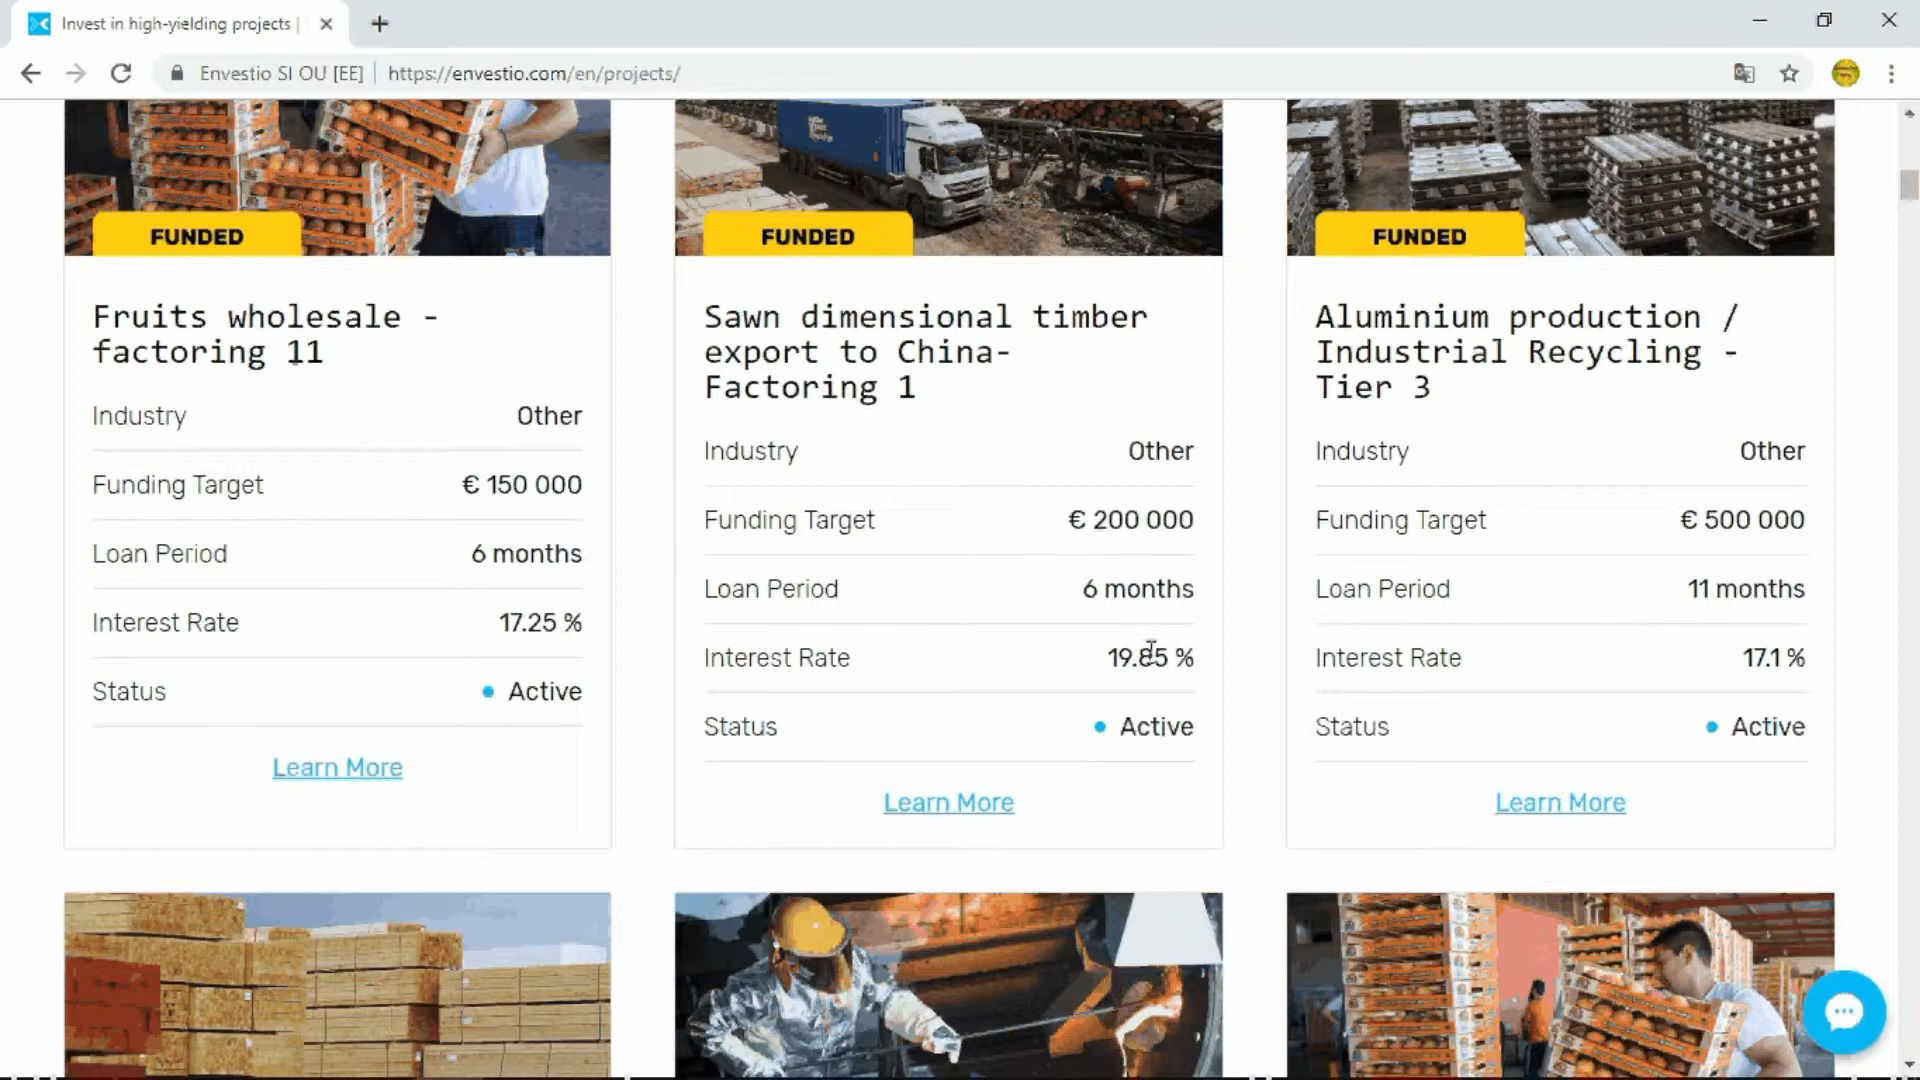 Invest in high-yielding projects |
Envestio SI OU [EE]
https://envestio.com/en/projects/
FUNDED
Fruits wholesale -
factoring 11
Industry Other
Funding Target € 150 000
Loan Period 6 months
Interest Rate 17.25 %
Status Active
Learn More
FUNDED
Sawn dimensional timber
export to China-
Factoring 1
Industry Other
Funding Target € 200 000
Loan Period 6 months
Interest Rate 19.85 %
Status Active
Learn More
FUNDED
Aluminium production /
Industrial Recycling -
Tier 3
Industry Other
Funding Target € 500 000
Loan Period 11 months
Interest Rate 17.1 %
Status Active
Learn More